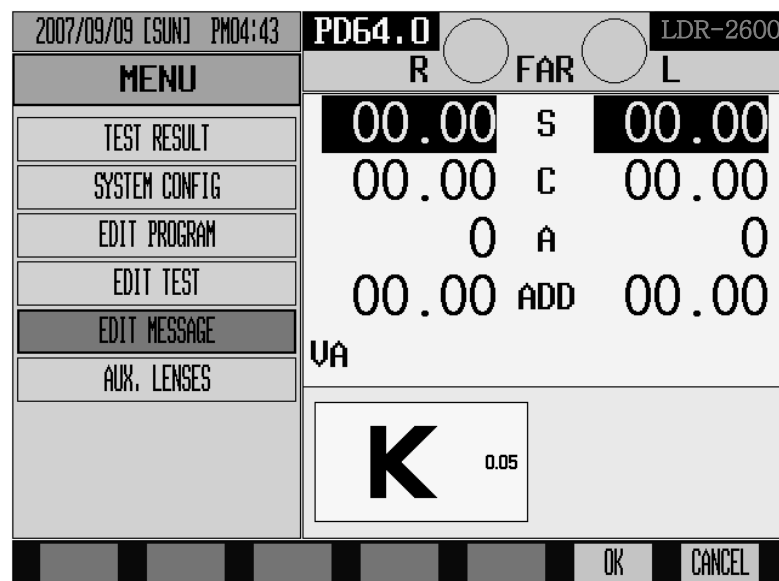 2007/09/09 [SUN] PM04:43
PD64.0
LDR-2600
R FAR L
MENU
TEST RESULT
SYSTEM CONFIG
EDIT PROGRAM
EDIT TEST
EDIT MESSAGE
AUX. LENSES
00.00 S 00.00
00.00 C 00.00
0 A 0
00.00 ADD 00.00
VA
K 0.05
OK CANCEL